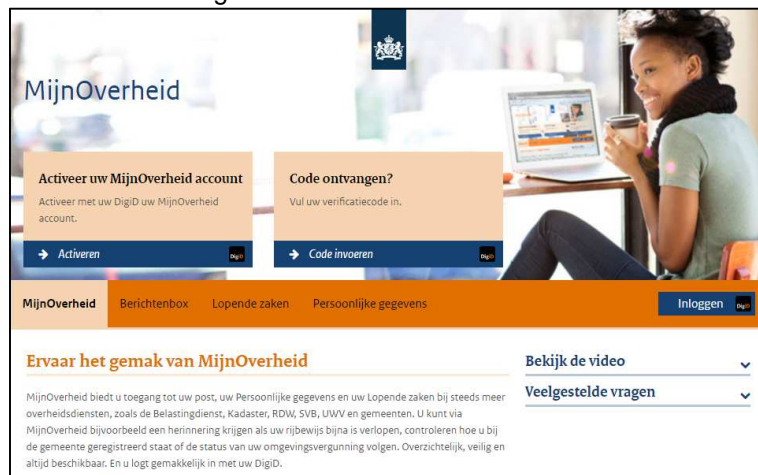 MijnOverheid
Activeer uw MijnOverheid account
Activeer met uw DigiD uw MijnOverheid
account.
Activeren
DigiD
Code ontvangen?
Vul uw verificatiecode in.
Code invoeren
DigiD
MijnOverheid Berichtenbox Lopende zaken Persoonlijke gegevens Inloggen DigiD
Ervaar het gemak van MijnOverheid
MijnOverheid biedt u toegang tot uw post, uw Persoonlijke gegevens en uw Lopende zaken bij steeds meer
overheidsdiensten, zoals de Belastingdienst, Kadaster, RDW, SVB, UWV en gemeenten. U kunt via
MijnOverheid bijvoorbeeld een herinnering krijgen als uw rijbewijs bijna is verlopen, controleren hoe u bij
de gemeente geregistreerd staat of de status van uw omgevingsvergunning volgen. Overzichtelijk, veilig en
altijd beschikbaar. En u logt gemakkelijk in met uw DigiD.
Bekijk de video
Veelgestelde vragen